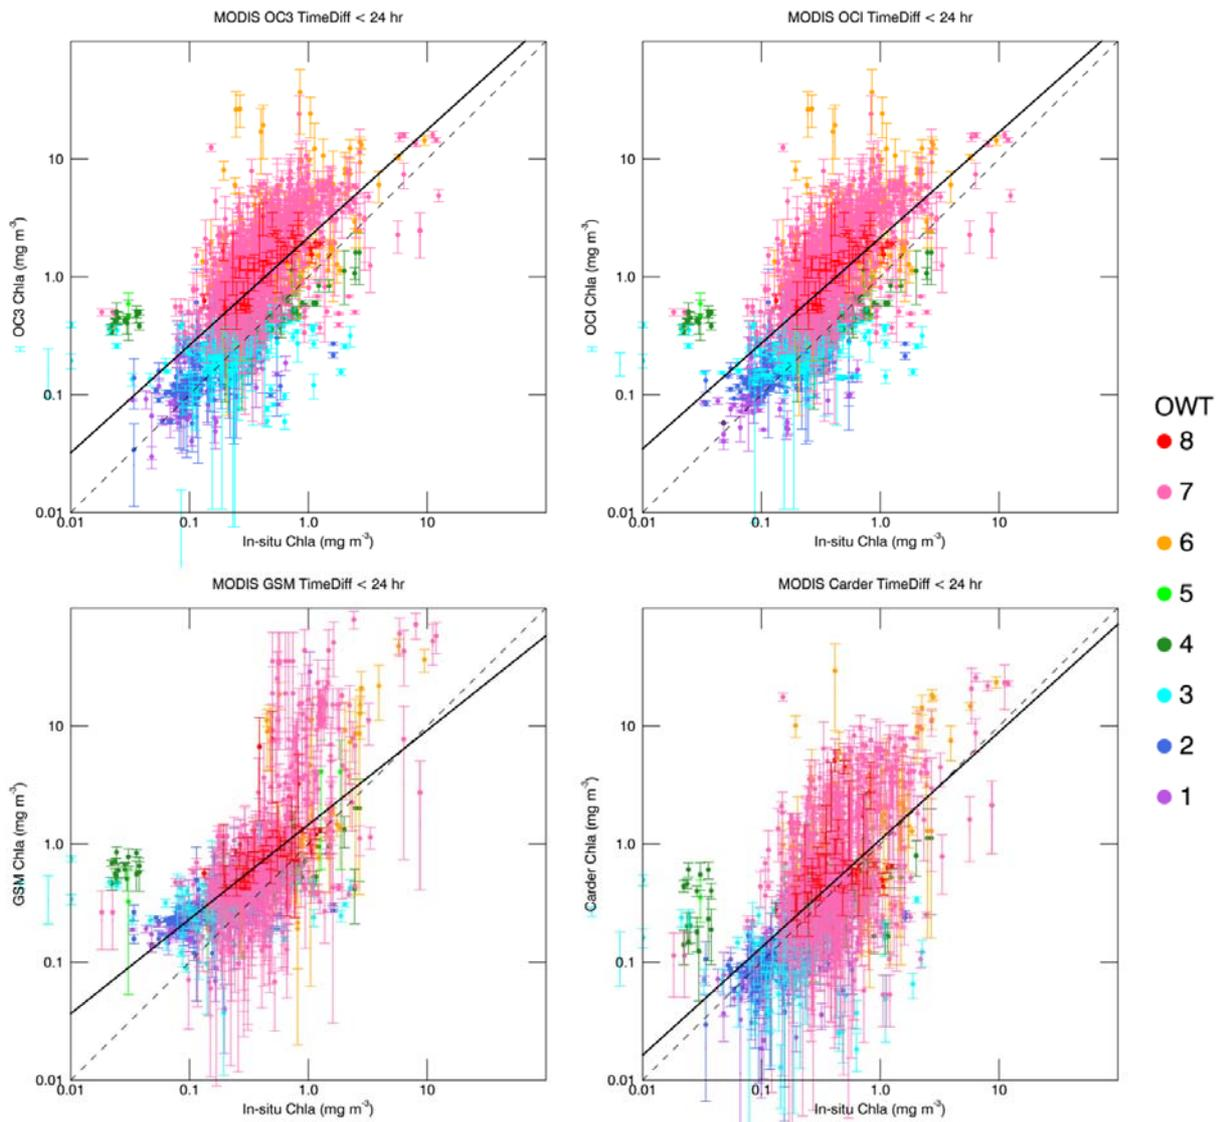 MODIS OC3 TimeDiff < 24 hr
OC3 Chla (mg m⁻³)
10
1.0
0.1
0.01
0.01 0.1 1.0 10
In-situ Chla (mg m⁻³)
MODIS OCI TimeDiff < 24 hr
OCI Chla (mg m⁻³)
10
1.0
0.1
0.01
0.01 0.1 1.0 10
In-situ Chla (mg m⁻³)
MODIS GSM TimeDiff < 24 hr
GSM Chla (mg m⁻³)
10
1.0
0.1
0.01
0.01 0.1 1.0 10
In-situ Chla (mg m⁻³)
MODIS Carder TimeDiff < 24 hr
Carder Chla (mg m⁻³)
10
1.0
0.1
0.01
0.01 0.1 1.0 10
In-situ Chla (mg m⁻³)
OWT
8
7
6
5
4
3
2
1